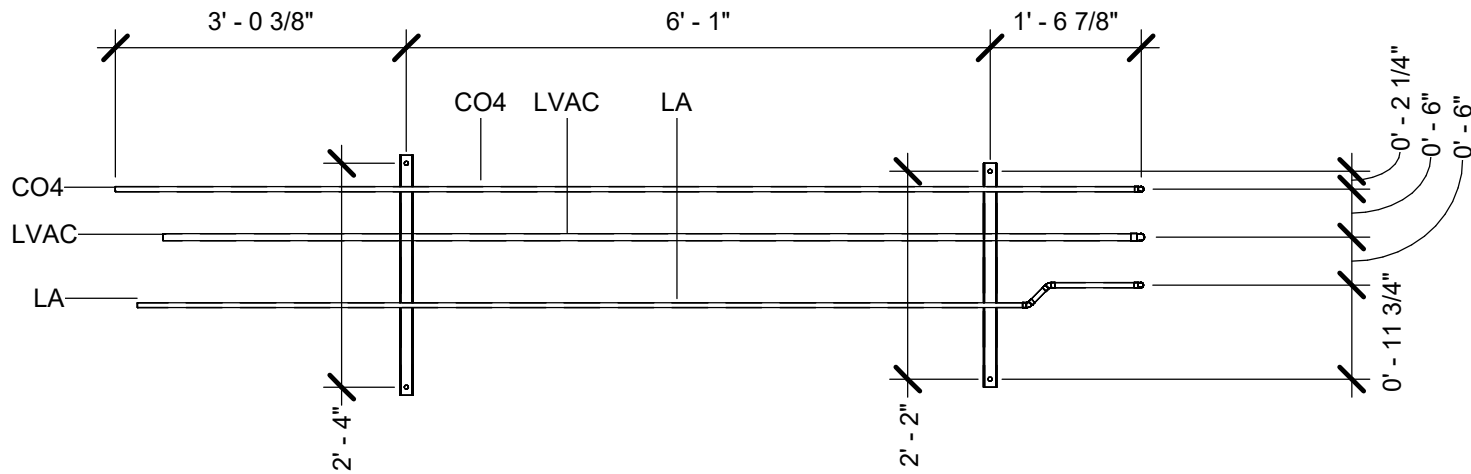 3' - 0 3/8"
6' - 1"
1' - 6 7/8"
0' - 2 1/4"
0' - 6"
0' - 6"
CO4
LVAC
LA
CO4
LVAC
LA
0' - 11 3/4"
2' - 4"
2' - 2"